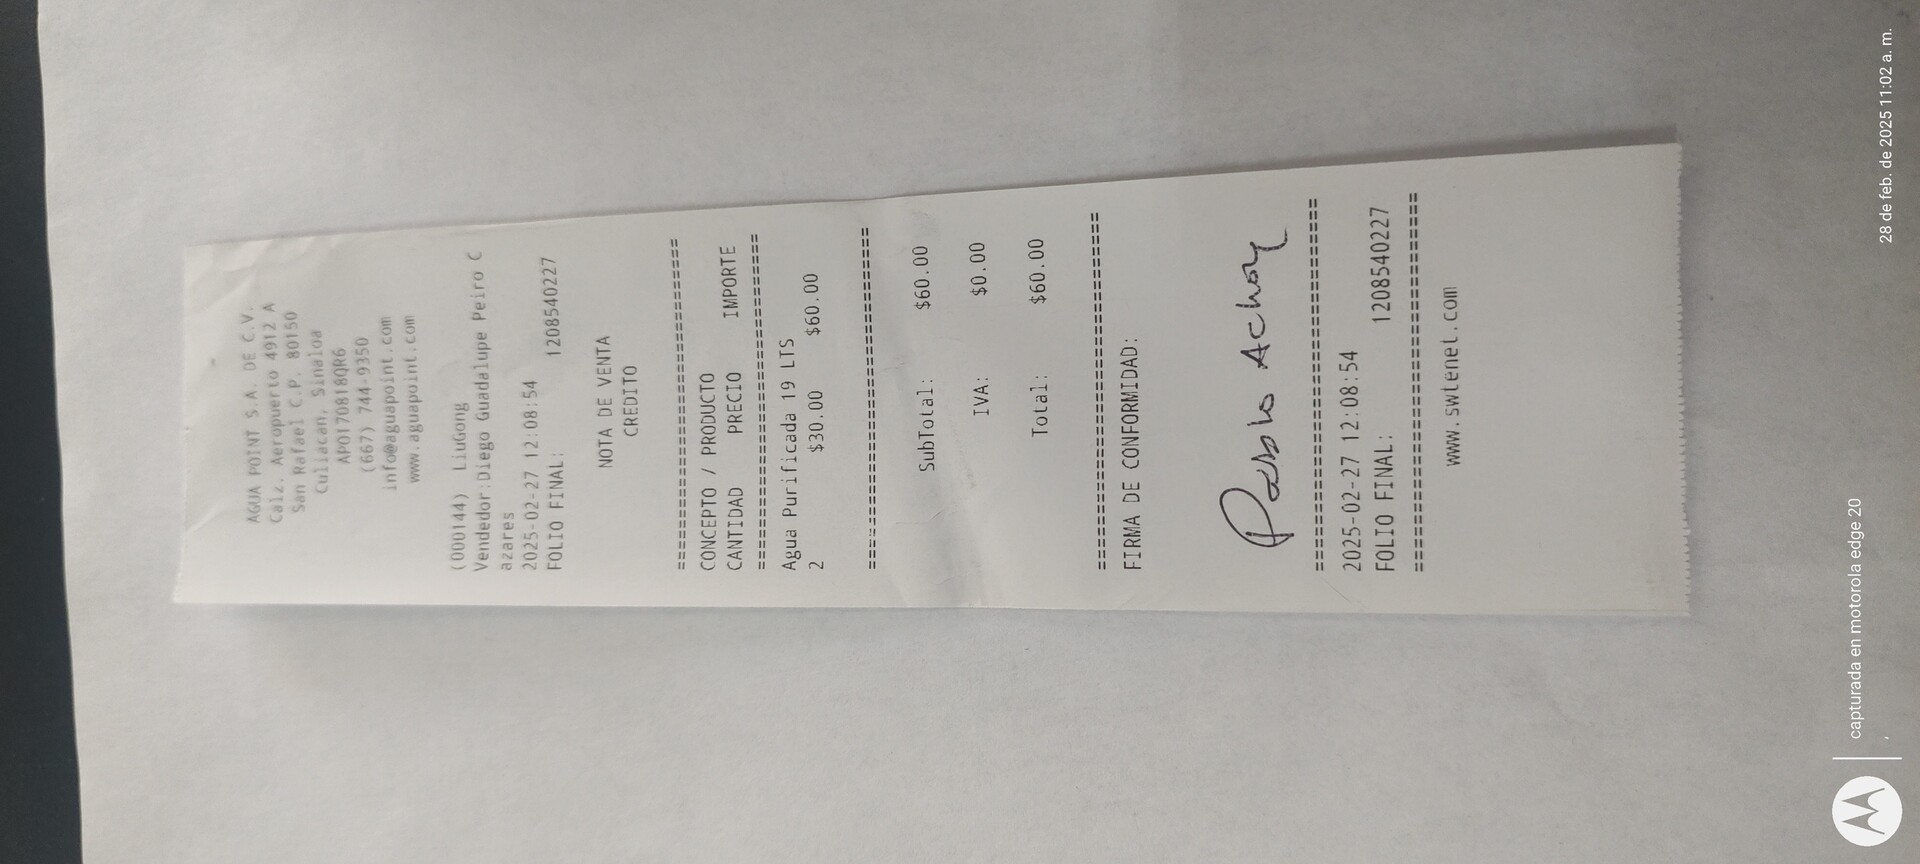 AGUA POINT S.A. DE C.V.
Calz. Aeropuerto 4912 A
San Rafael C.P. 80150
Culiacan, Sinaloa
APO170818QR6
(667) 744-9350
info@aguapoint.com
www.aguapoint.com
(000144) LiuGong
Vendedor:Diego Guadalupe Peiro C
azares
2025-02-27 12:08:54
FOLIO FINAL: 1208540227
NOTA DE VENTA
CREDITO
================================
CONCEPTO / PRODUCTO
CANTIDAD PRECIO IMPORTE
================================
Agua Purificada 19 LTS
2 $30.00 $60.00
================================
SubTotal: $60.00
IVA: $0.00
Total: $60.00
================================
FIRMA DE CONFORMIDAD:
Pablo Achoy
================================
2025-02-27 12:08:54
FOLIO FINAL: 1208540227
================================
www.swtenet.com
capturada en motorola edge 20
28 de feb. de 2025 11:02 a. m.